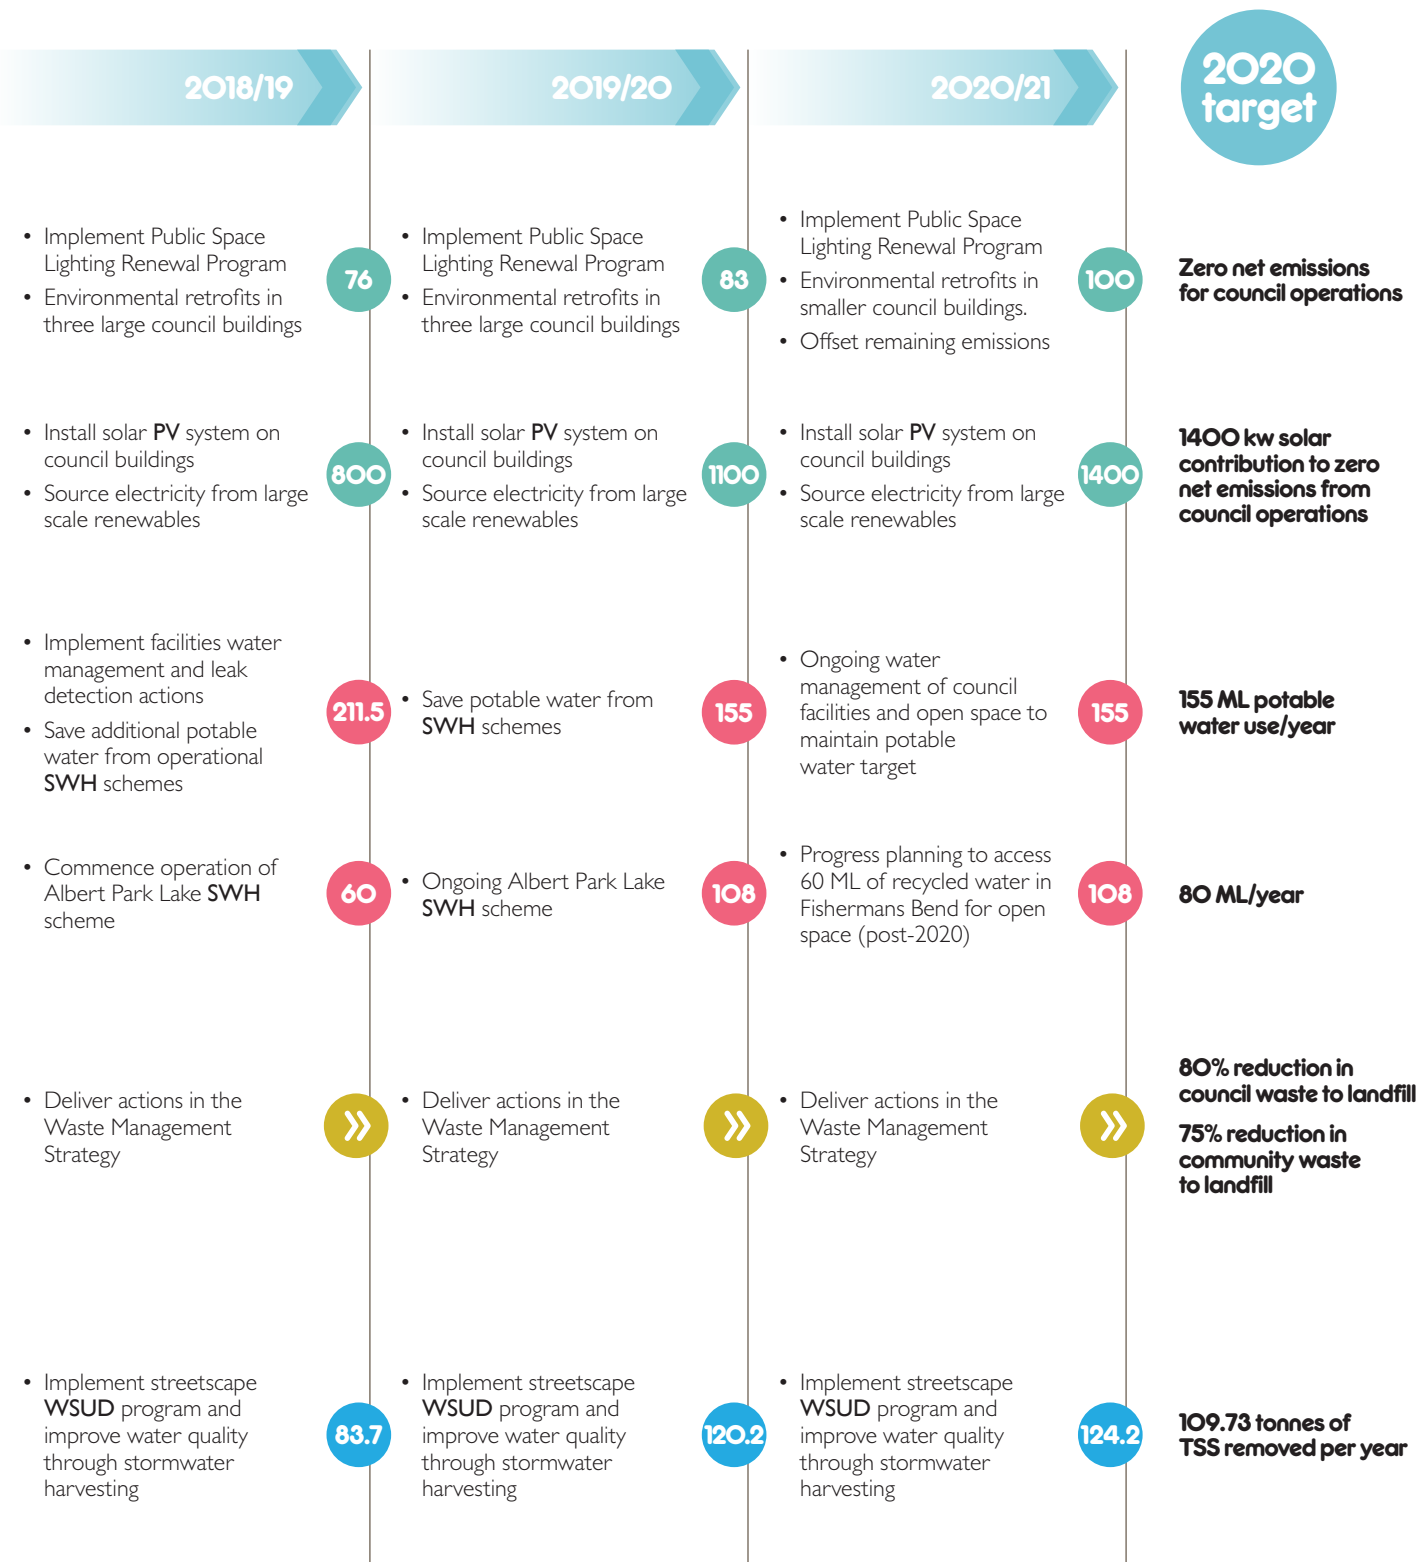 2018/19
2019/20
2020/21
2020
target
• Implement Public Space
Lighting Renewal Program
• Environmental retrofits in
three large council buildings
76
• Implement Public Space
Lighting Renewal Program
• Environmental retrofits in
three large council buildings
83
• Implement Public Space
Lighting Renewal Program
• Environmental retrofits in
smaller council buildings.
• Offset remaining emissions
100
Zero net emissions
for council operations
• Install solar PV system on
council buildings
• Source electricity from large
scale renewables
800
• Install solar PV system on
council buildings
• Source electricity from large
scale renewables
1100
• Install solar PV system on
council buildings
• Source electricity from large
scale renewables
1400
1400 kw solar
contribution to zero
net emissions from
council operations
• Implement facilities water
management and leak
detection actions
• Save additional potable
water from operational
SWH schemes
211.5
• Save potable water from
SWH schemes
155
• Ongoing water
management of council
facilities and open space to
maintain potable
water target
155
155 ML potable
water use/year
• Commence operation of
Albert Park Lake SWH
scheme
60
• Ongoing Albert Park Lake
SWH scheme
108
• Progress planning to access
60 ML of recycled water in
Fishermans Bend for open
space (post-2020)
108
80 ML/year
• Deliver actions in the
Waste Management
Strategy
• Deliver actions in the
Waste Management
Strategy
• Deliver actions in the
Waste Management
Strategy
80% reduction in
council waste to landfill
75% reduction in
community waste
to landfill
• Implement streetscape
WSUD program and
improve water quality
through stormwater
harvesting
83.7
• Implement streetscape
WSUD program and
improve water quality
through stormwater
harvesting
120.2
• Implement streetscape
WSUD program and
improve water quality
through stormwater
harvesting
124.2
109.73 tonnes of
TSS removed per year